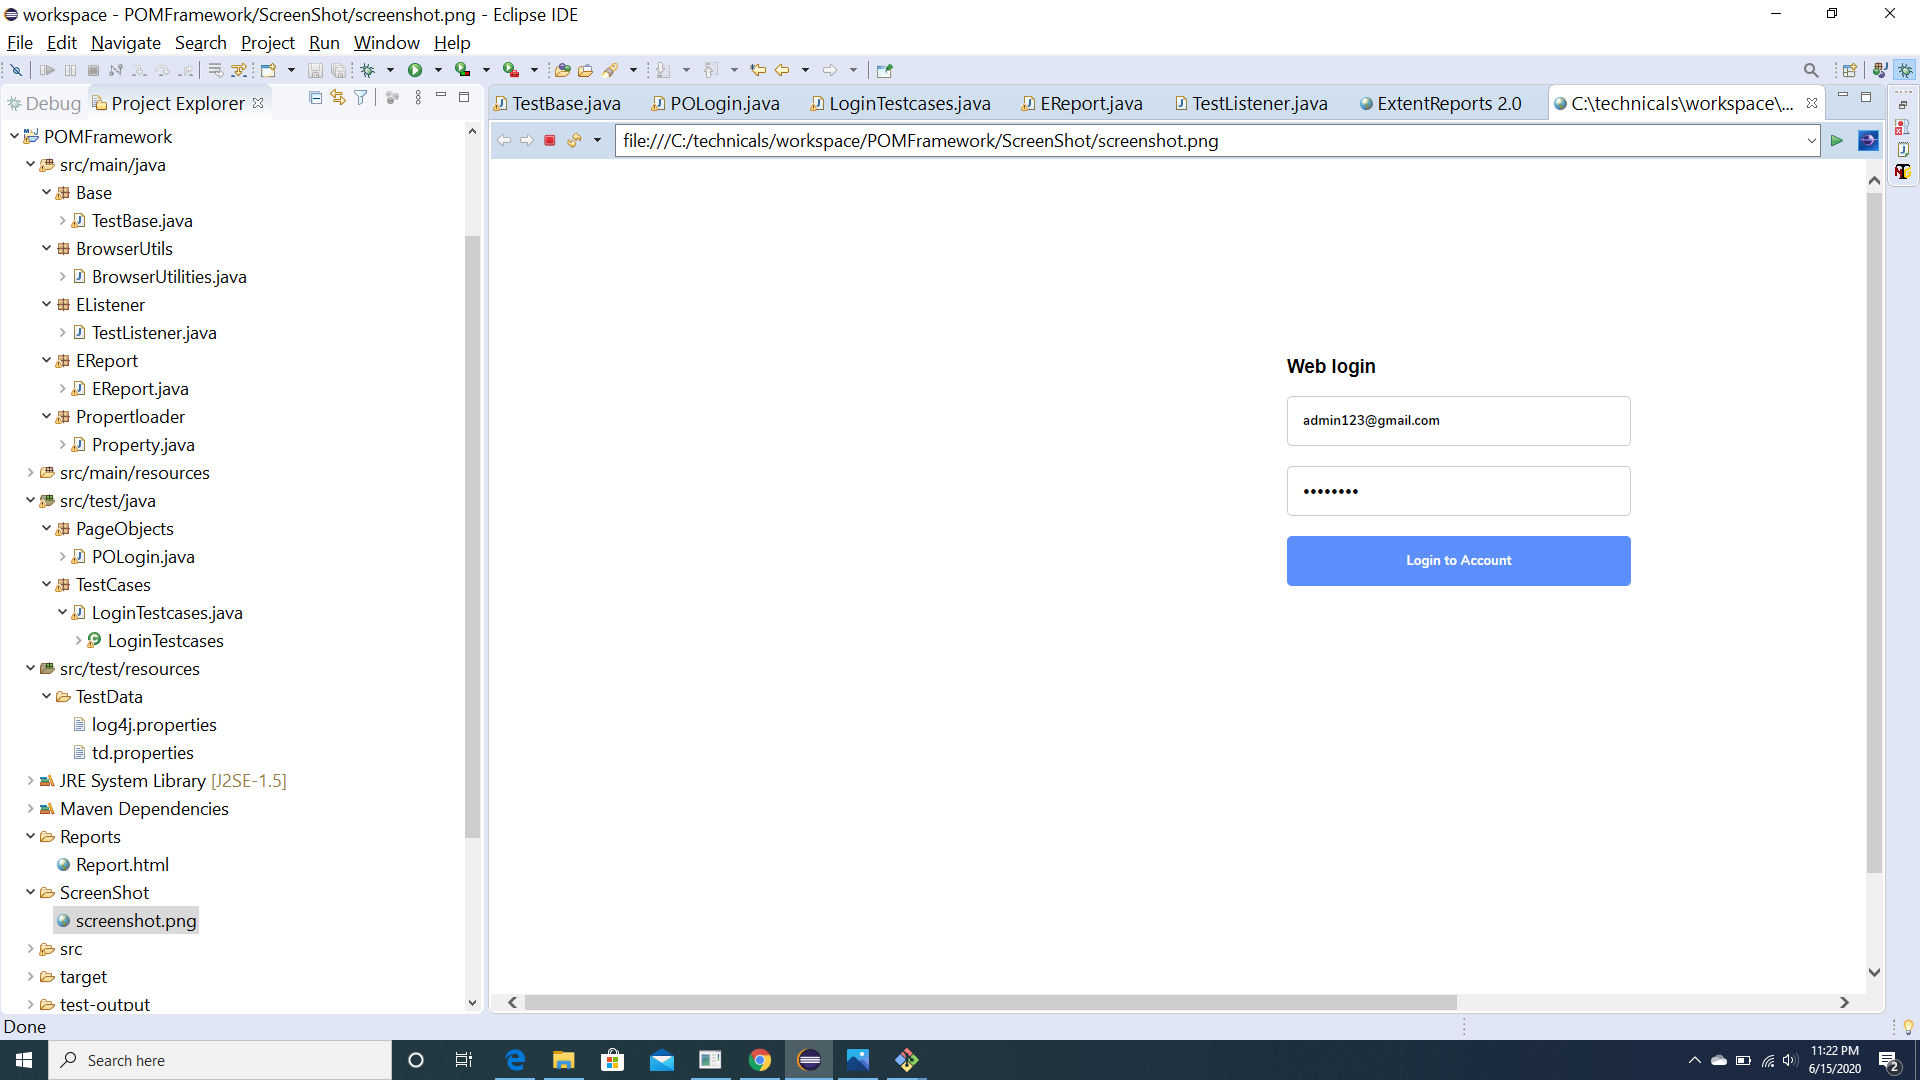 workspace - POMFramework/ScreenShot/screenshot.png - Eclipse IDE
File Edit Navigate Search Project Run Window Help
Debug Project Explorer
TestBase.java POLogin.java LoginTestcases.java EReport.java TestListener.java ExtentReports 2.0 C:\technicals\workspace\...
file:///C:/technicals/workspace/POMFramework/ScreenShot/screenshot.png
POMFramework
src/main/java
Base
TestBase.java
BrowserUtils
BrowserUtilities.java
EListener
TestListener.java
EReport
EReport.java
Propertloader
Property.java
src/main/resources
src/test/java
PageObjects
POLogin.java
TestCases
LoginTestcases.java
LoginTestcases
src/test/resources
TestData
log4j.properties
td.properties
JRE System Library [J2SE-1.5]
Maven Dependencies
Reports
Report.html
ScreenShot
screenshot.png
src
target
test-output
Web login
admin123@gmail.com
••••••••
Login to Account
Done
Search here
11:22 PM
6/15/2020
2